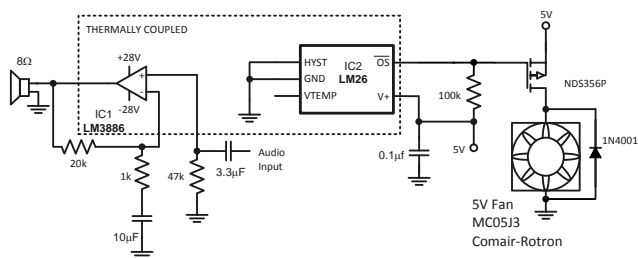 THERMALLY COUPLED
5V
8Ω
+28V
-28V
+
-
IC1
LM3886
HYST
GND
VTEMP
IC2
LM26
OS
V+
NDS356P
100k
20k
1k
47k
3.3µF
Audio
Input
0.1µf
5V
1N4001
10µF
5V Fan
MC05J3
Comair-Rotron